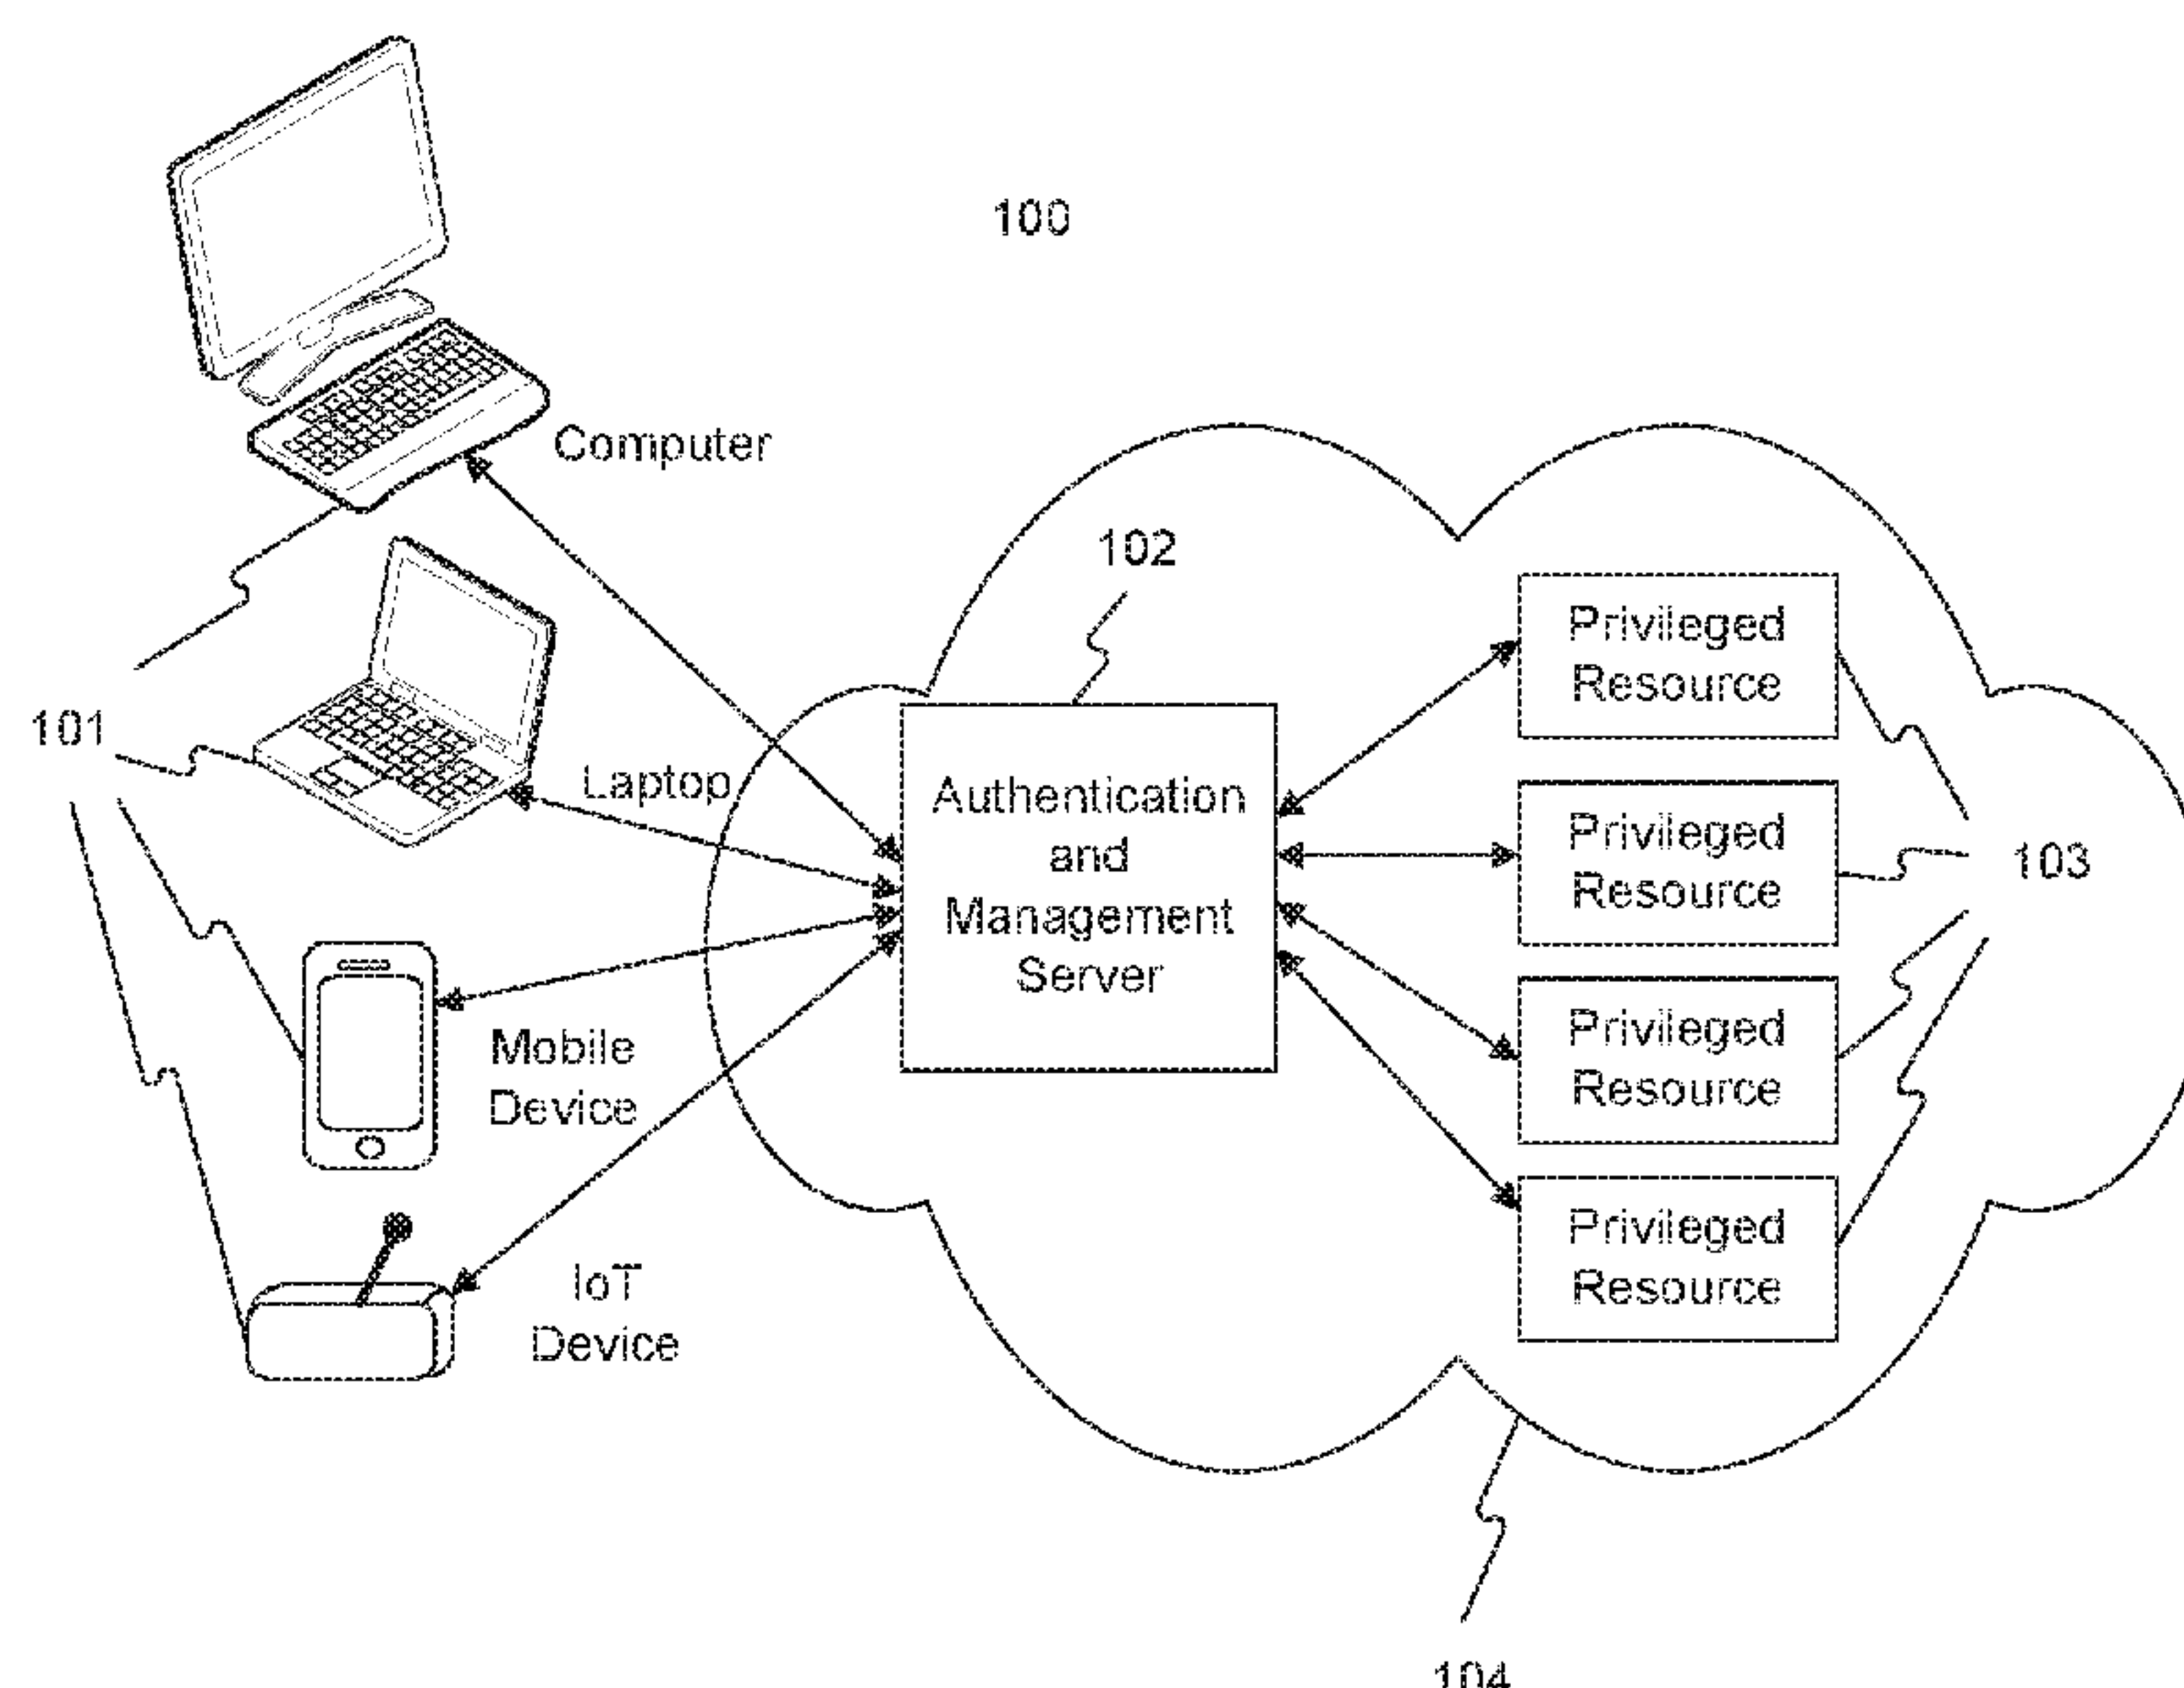 100
Computer
102
101
Laptop
Authentication
and
Management
Server
Privileged
Resource
Privileged
Resource
103
Privileged
Resource
Privileged
Resource
Mobile
Device
IoT
Device
104